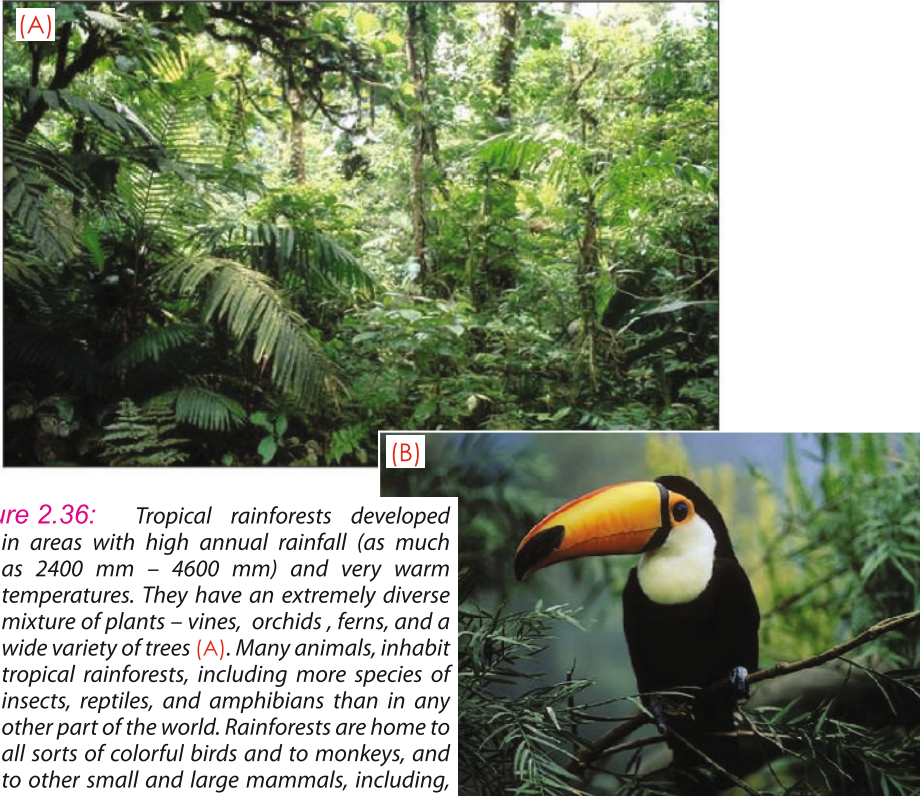 (A)
(B)
ure 2.36: Tropical rainforests developed
in areas with high annual rainfall (as much
as 2400 mm – 4600 mm) and very warm
temperatures. They have an extremely diverse
mixture of plants – vines, orchids , ferns, and a
wide variety of trees (A). Many animals, inhabit
tropical rainforests, including more species of
insects, reptiles, and amphibians than in any
other part of the world. Rainforests are home to
all sorts of colorful birds and to monkeys, and
to other small and large mammals, including,